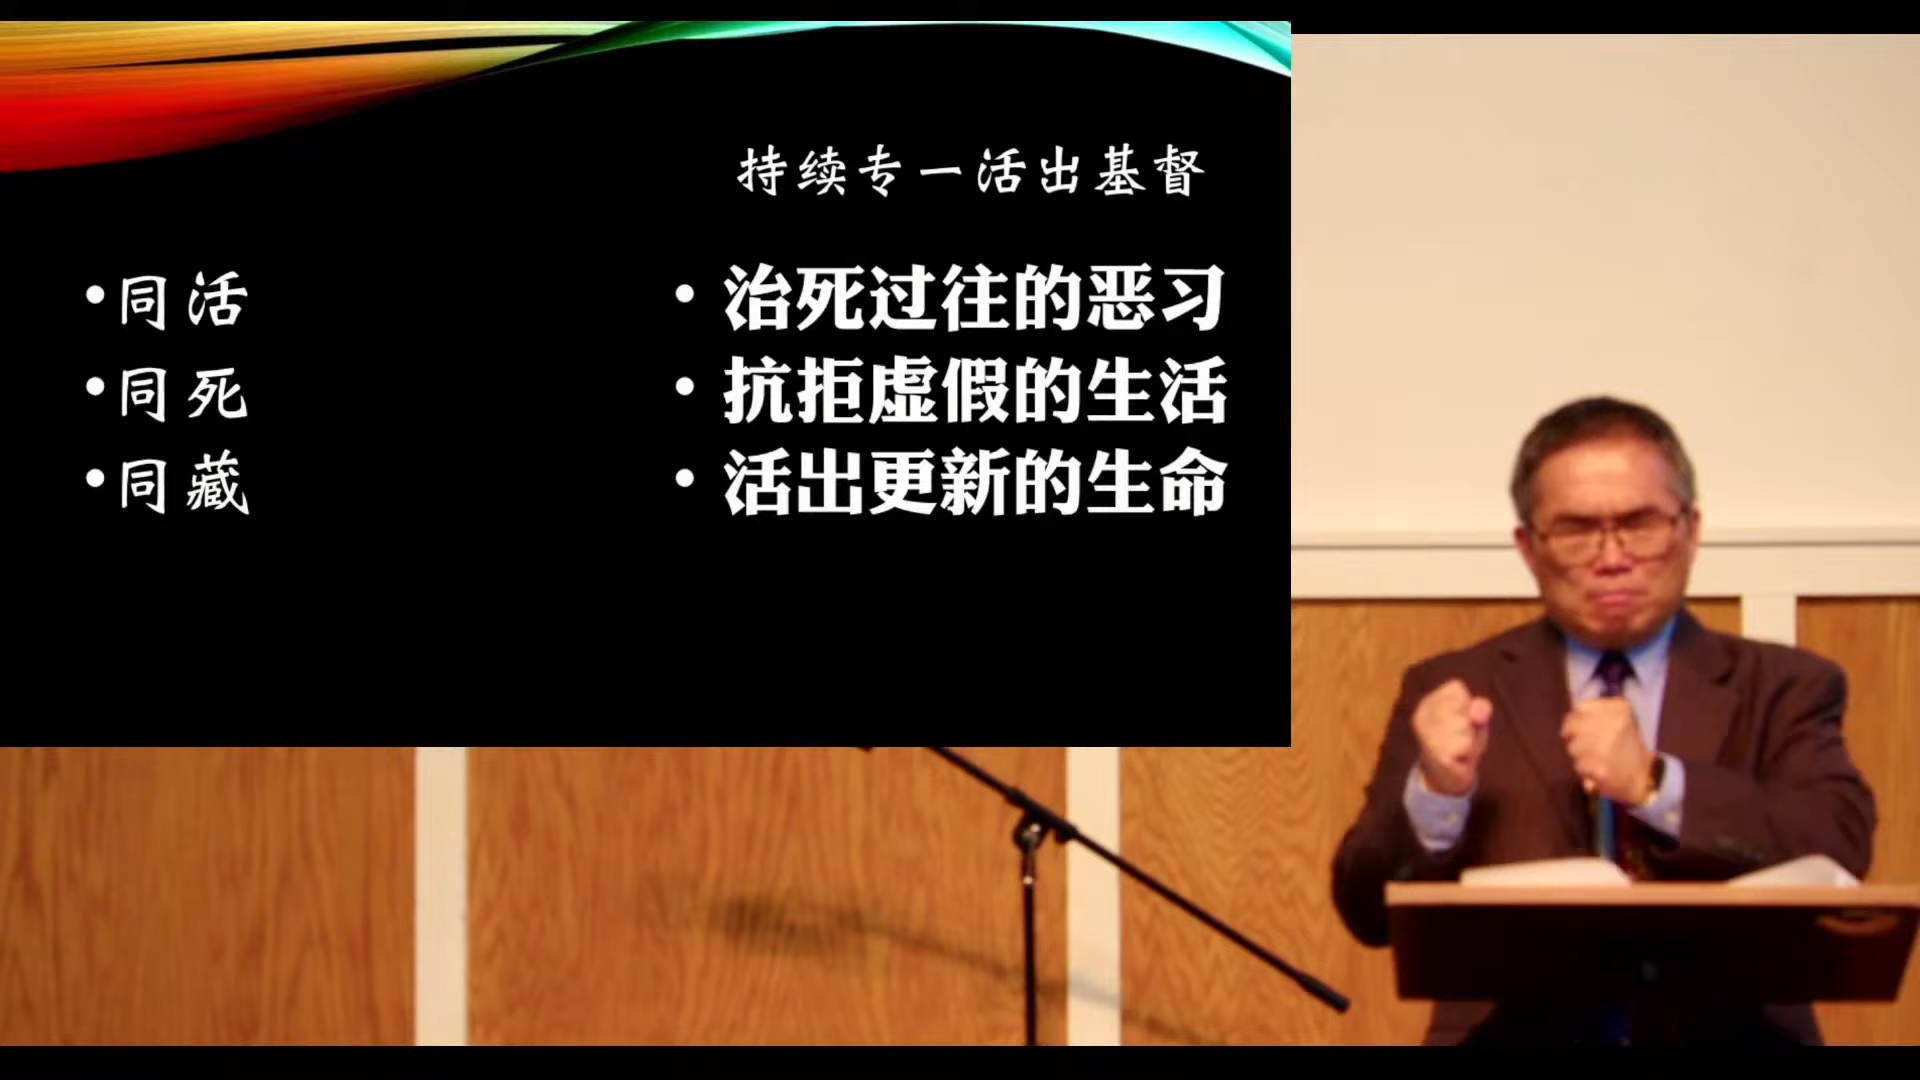 持续专一活出基督
•同活
•同死
•同藏
• 治死过往的恶习
• 抗拒虚假的生活
• 活出更新的生命